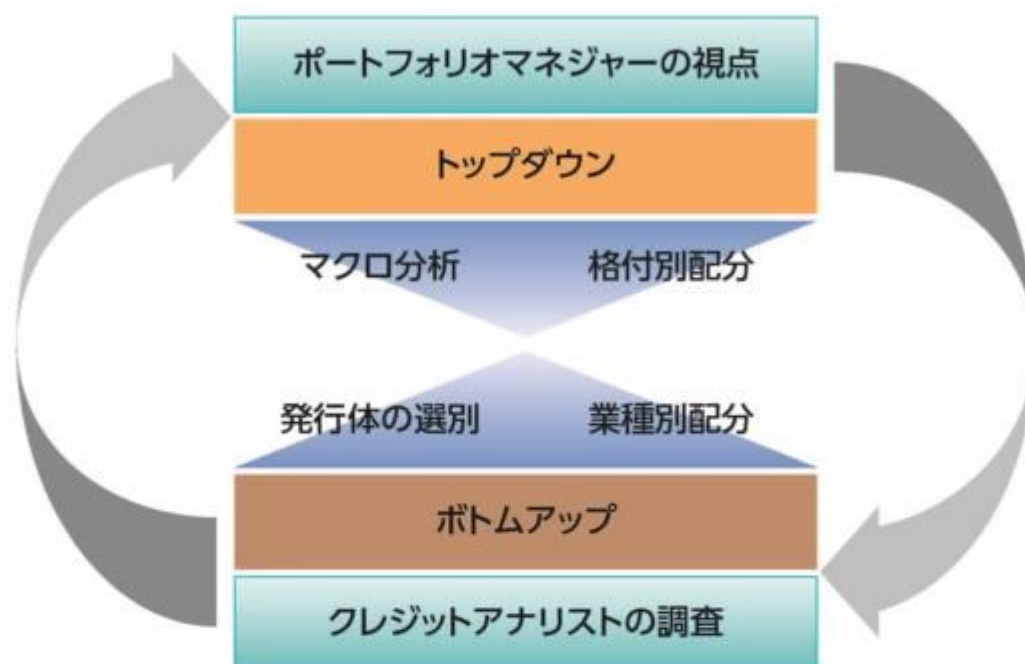 ポートフォリオマネジャーの視点
トップダウン
マクロ分析 格付別配分
発行体の選別 業種別配分
ボトムアップ
クレジットアナリストの調査